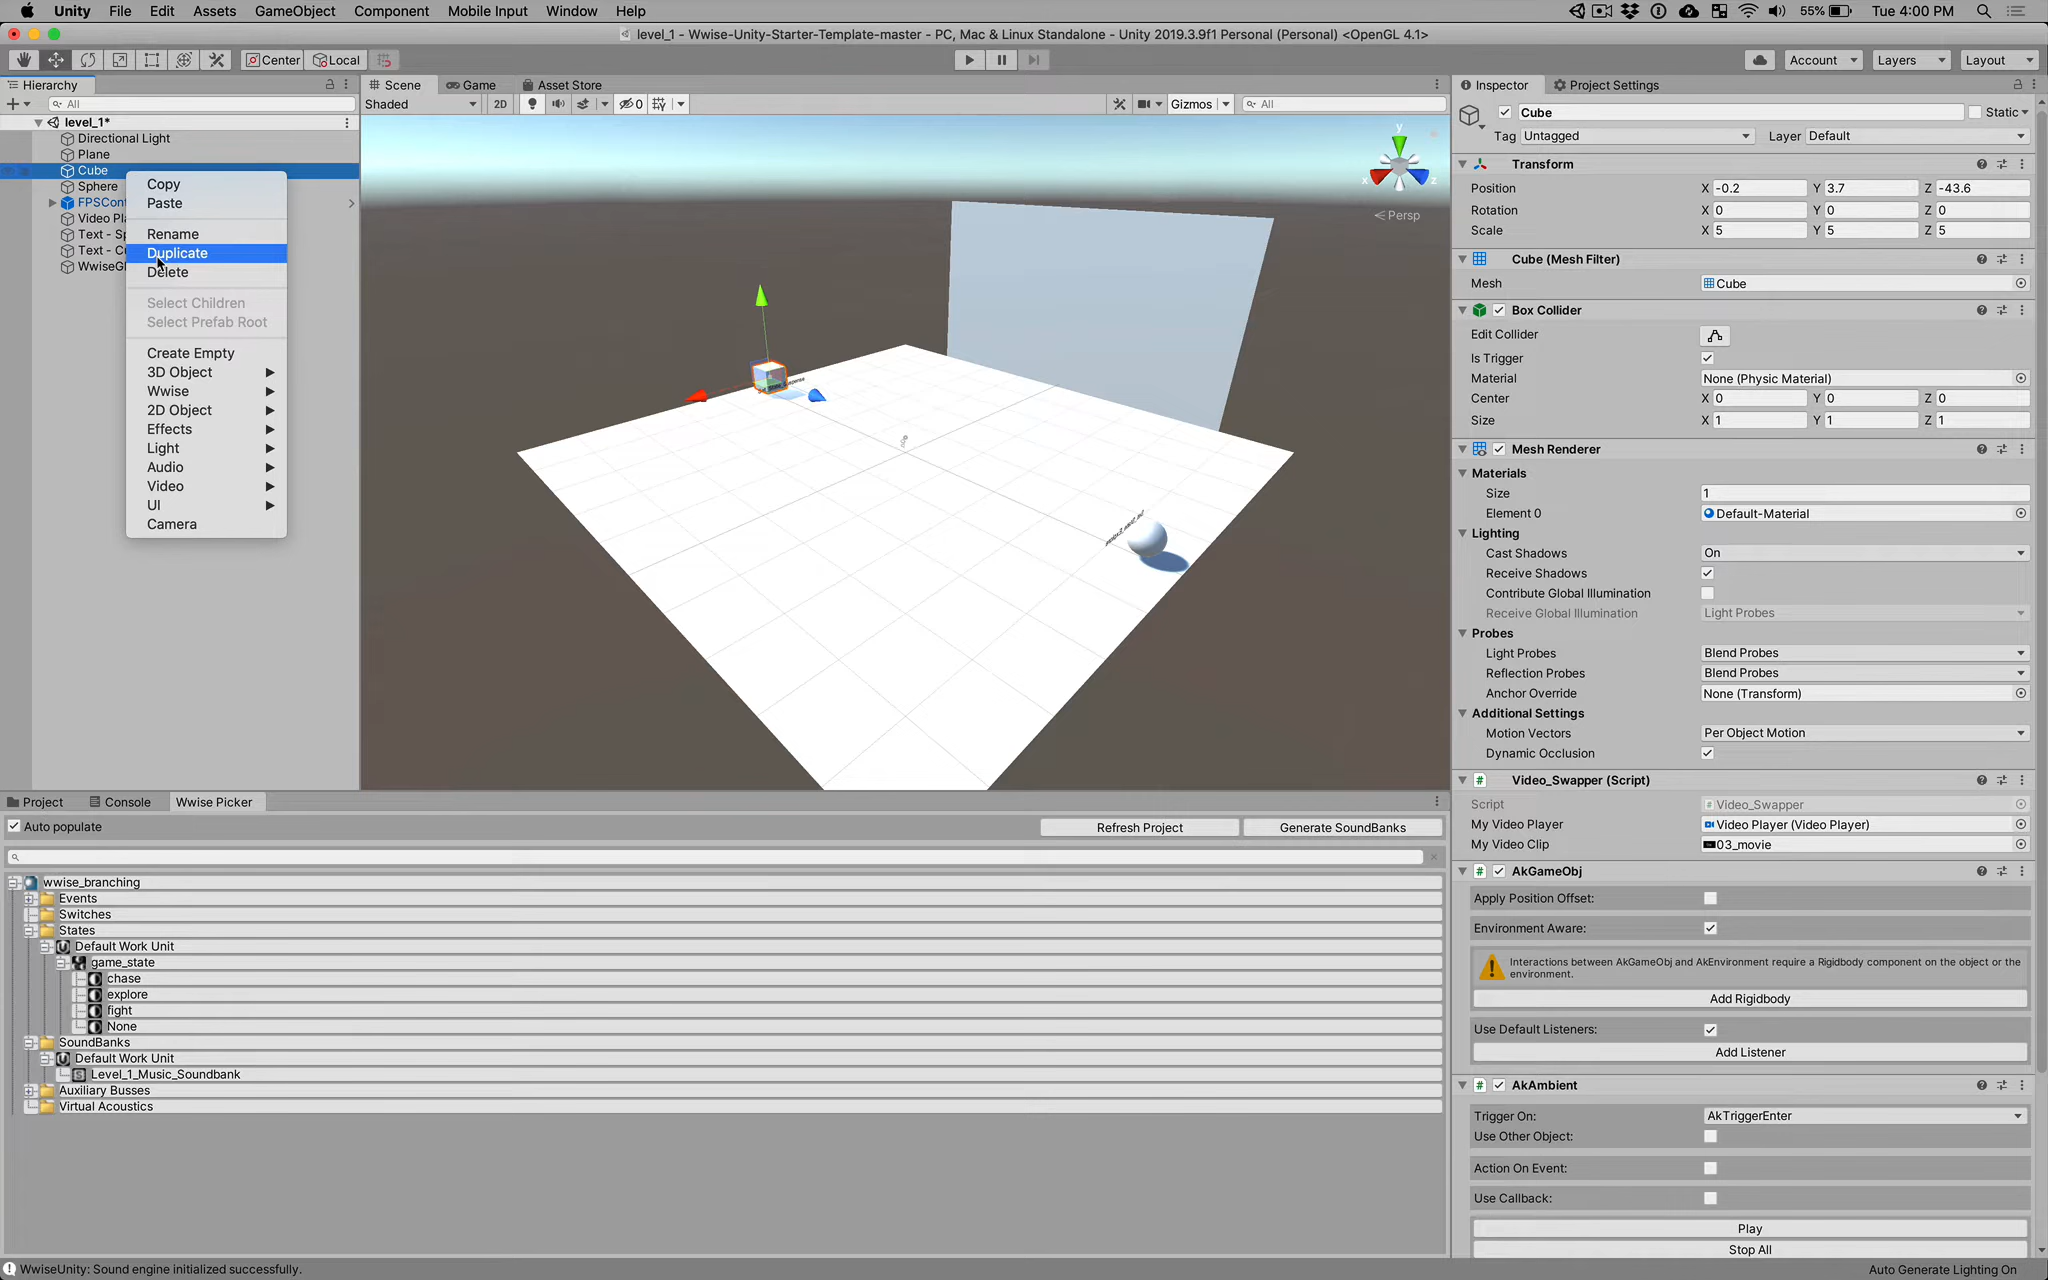 Unity File Edit Assets GameObject Component Mobile Input Window Help 55% Tue 4:00 PM
level_1 - Wwise-Unity-Starter-Template-master - PC, Mac & Linux Standalone - Unity 2019.3.9f1 Personal (Personal) <OpenGL 4.1>
Center Local Account Layers Layout
Hierarchy Scene Game Asset Store Inspector Project Settings
All Shaded 2D 0 Gizmos All
level_1*
Directional Light
Plane
Cube
Sphere
FPSCont
Video Pla
Text - Sp
Text - C
WwiseGl
Copy
Paste
Rename
Duplicate
Delete
Select Children
Select Prefab Root
Create Empty
3D Object
Wwise
2D Object
Effects
Light
Audio
Video
UI
Camera
y
x z
Persp
Cube Static
Tag Untagged Layer Default
Transform
Position X -0.2 Y 3.7 Z -43.6
Rotation X 0 Y 0 Z 0
Scale X 5 Y 5 Z 5
Cube (Mesh Filter)
Mesh Cube
Box Collider
Edit Collider
Is Trigger
Material None (Physic Material)
Center X 0 Y 0 Z 0
Size X 1 Y 1 Z 1
Mesh Renderer
Materials
Size 1
Element 0 Default-Material
Lighting
Cast Shadows On
Receive Shadows
Contribute Global Illumination
Receive Global Illumination Light Probes
Probes
Light Probes Blend Probes
Reflection Probes Blend Probes
Anchor Override None (Transform)
Additional Settings
Motion Vectors Per Object Motion
Dynamic Occlusion
Video_Swapper (Script)
Script Video_Swapper
My Video Player Video Player (Video Player)
My Video Clip 03_movie
AkGameObj
Apply Position Offset:
Environment Aware:
Interactions between AkGameObj and AkEnvironment require a Rigidbody component on the object or the
environment.
Add Rigidbody
Use Default Listeners:
Add Listener
AkAmbient
Trigger On: AkTriggerEnter
Use Other Object:
Action On Event:
Use Callback:
Play
Stop All
Project Console Wwise Picker
Auto populate Refresh Project Generate SoundBanks
wwise_branching
Events
Switches
States
Default Work Unit
game_state
chase
explore
fight
None
SoundBanks
Default Work Unit
Level_1_Music_Soundbank
Auxiliary Busses
Virtual Acoustics
WwiseUnity: Sound engine initialized successfully. Auto Generate Lighting On